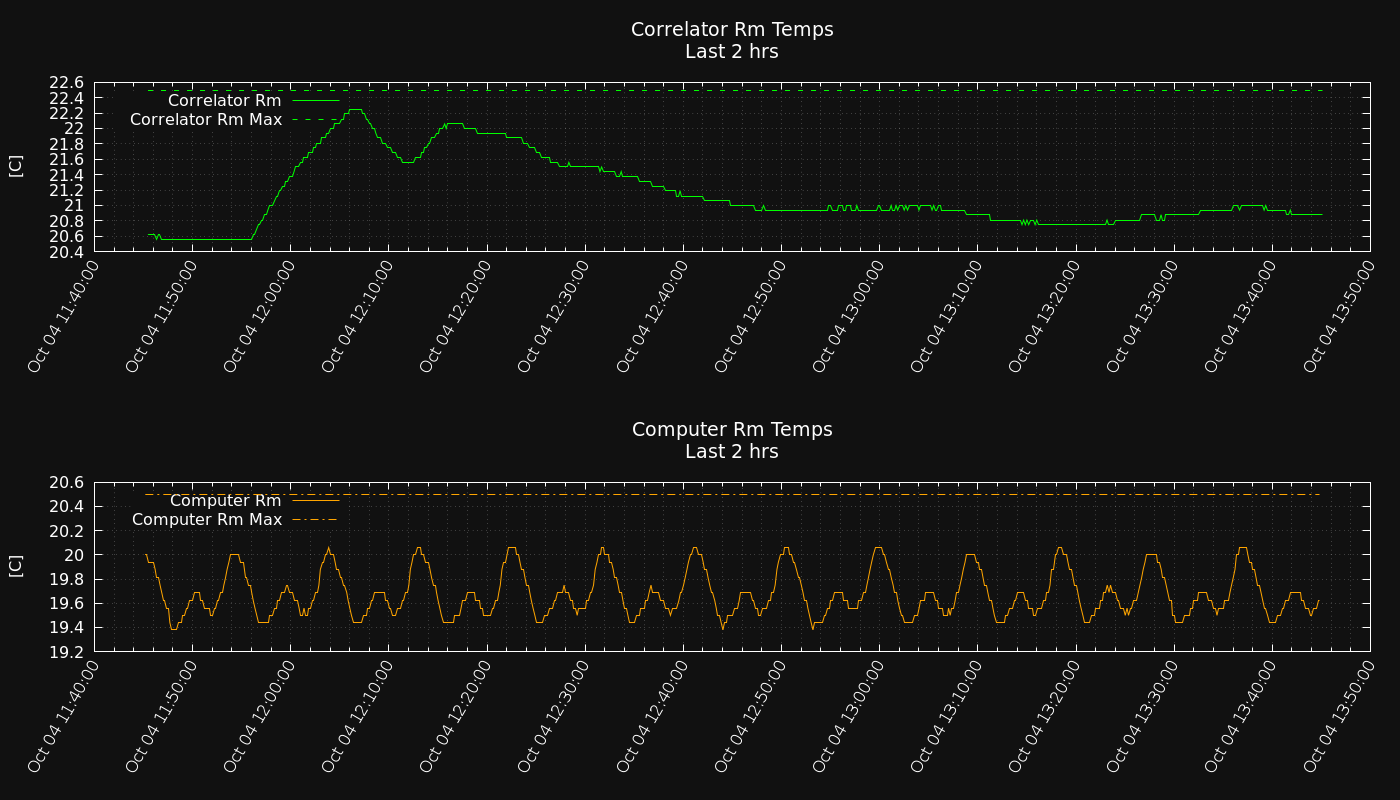 Correlator Rm Temps
Last 2 hrs
22.6
22.4
22.2
22
21.8
21.6
21.4
21.2
21
20.8
20.6
20.4
[C]
Correlator Rm
Correlator Rm Max
Oct 04 11:40:00
Oct 04 11:50:00
Oct 04 12:00:00
Oct 04 12:10:00
Oct 04 12:20:00
Oct 04 12:30:00
Oct 04 12:40:00
Oct 04 12:50:00
Oct 04 13:00:00
Oct 04 13:10:00
Oct 04 13:20:00
Oct 04 13:30:00
Oct 04 13:40:00
Oct 04 13:50:00
Computer Rm Temps
Last 2 hrs
20.6
20.4
20.2
20
19.8
19.6
19.4
19.2
[C]
Computer Rm
Computer Rm Max
Oct 04 11:40:00
Oct 04 11:50:00
Oct 04 12:00:00
Oct 04 12:10:00
Oct 04 12:20:00
Oct 04 12:30:00
Oct 04 12:40:00
Oct 04 12:50:00
Oct 04 13:00:00
Oct 04 13:10:00
Oct 04 13:20:00
Oct 04 13:30:00
Oct 04 13:40:00
Oct 04 13:50:00